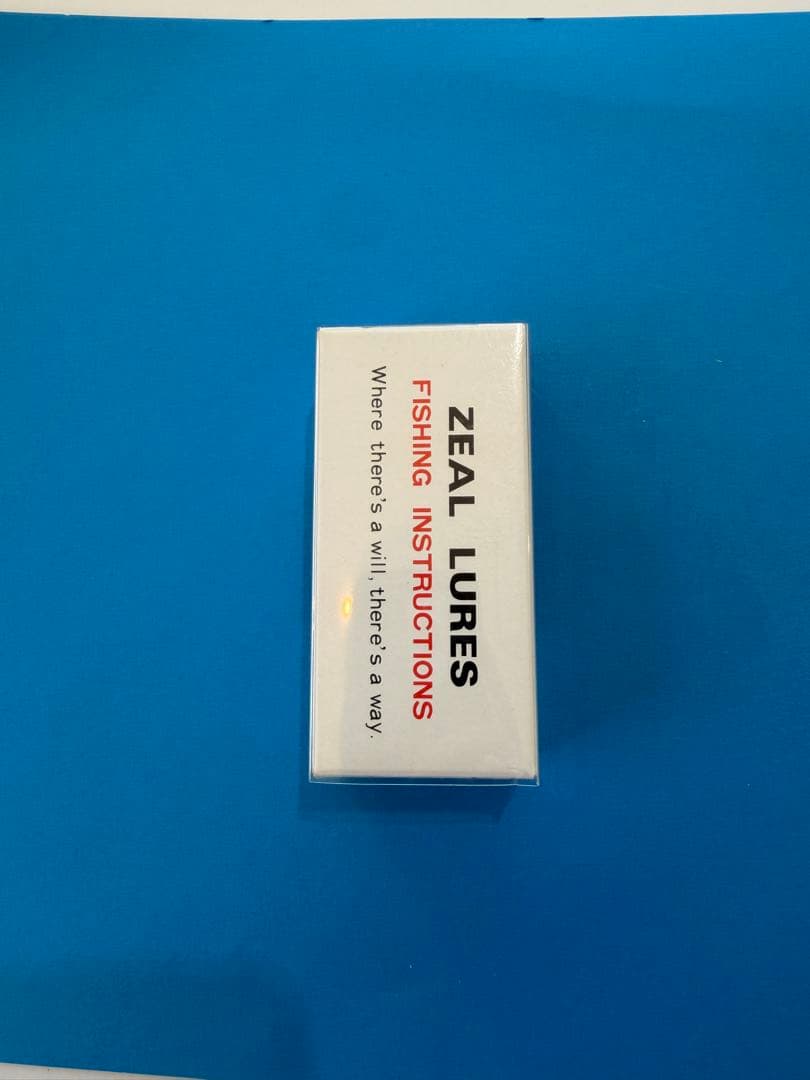 ZEAL LURES
FISHING INSTRUCTIONS
Where there's a will, there's a way.